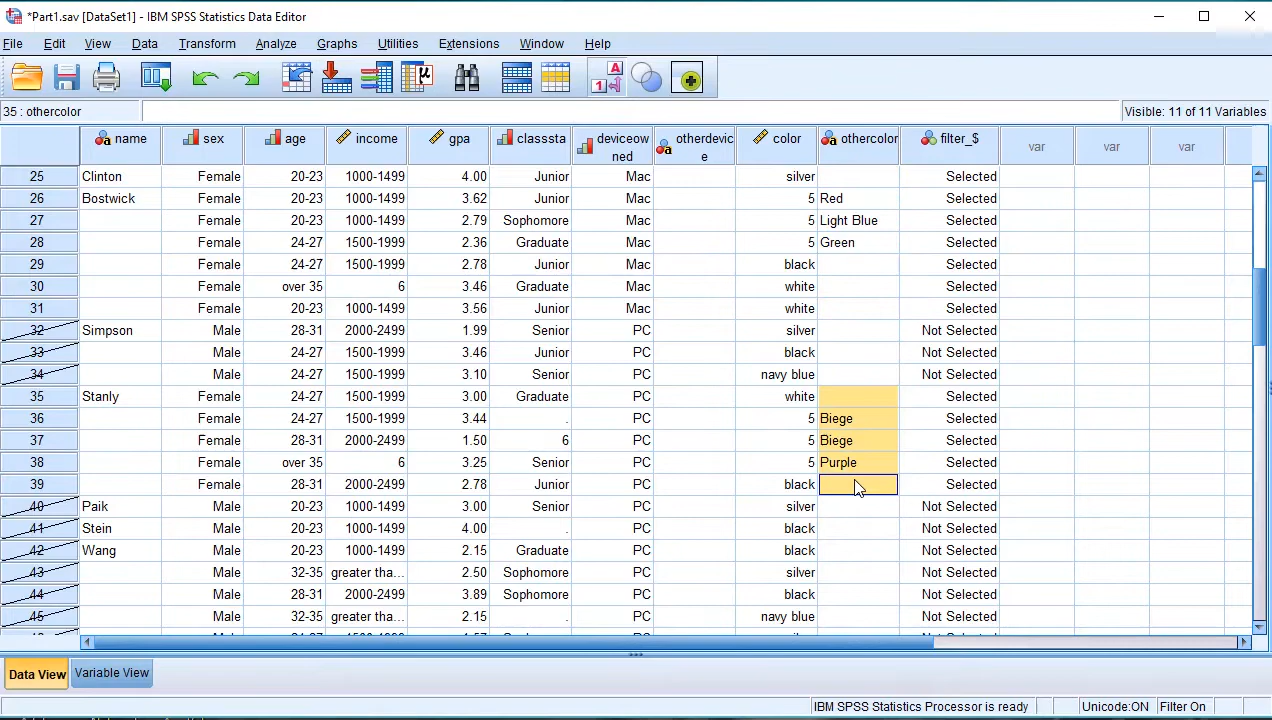 *Part1.sav [DataSet1] - IBM SPSS Statistics Data Editor
File Edit View Data Transform Analyze Graphs Utilities Extensions Window Help
35 : othercolor Visible: 11 of 11 Variables
name sex age income gpa classsta deviceow ned otherdevic e color othercolor filter_$ var var var
25 Clinton Female 20-23 1000-1499 4.00 Junior Mac silver Selected
26 Bostwick Female 20-23 1000-1499 3.62 Junior Mac 5 Red Selected
27 Female 20-23 1000-1499 2.79 Sophomore Mac 5 Light Blue Selected
28 Female 24-27 1500-1999 2.36 Graduate Mac 5 Green Selected
29 Female 24-27 1500-1999 2.78 Junior Mac black Selected
30 Female over 35 6 3.46 Graduate Mac white Selected
31 Female 20-23 1000-1499 3.56 Junior Mac white Selected
32 Simpson Male 28-31 2000-2499 1.99 Senior PC silver Not Selected
33 Male 24-27 1500-1999 3.46 Junior PC black Not Selected
34 Male 24-27 1500-1999 3.10 Senior PC navy blue Not Selected
35 Stanly Female 24-27 1500-1999 3.00 Graduate PC white Selected
36 Female 24-27 1500-1999 3.44 . PC 5 Biege Selected
37 Female 28-31 2000-2499 1.50 6 PC 5 Biege Selected
38 Female over 35 6 3.25 Senior PC 5 Purple Selected
39 Female 28-31 2000-2499 2.78 Junior PC black Selected
40 Paik Male 20-23 1000-1499 3.00 Senior PC silver Not Selected
41 Stein Male 20-23 1000-1499 4.00 . PC black Not Selected
42 Wang Male 20-23 1000-1499 2.15 Graduate PC black Not Selected
43 Male 32-35 greater tha... 2.50 Sophomore PC silver Not Selected
44 Male 28-31 2000-2499 3.89 Sophomore PC black Not Selected
45 Male 32-35 greater tha... 2.15 . PC navy blue Not Selected
Data View Variable View
IBM SPSS Statistics Processor is ready Unicode:ON Filter On